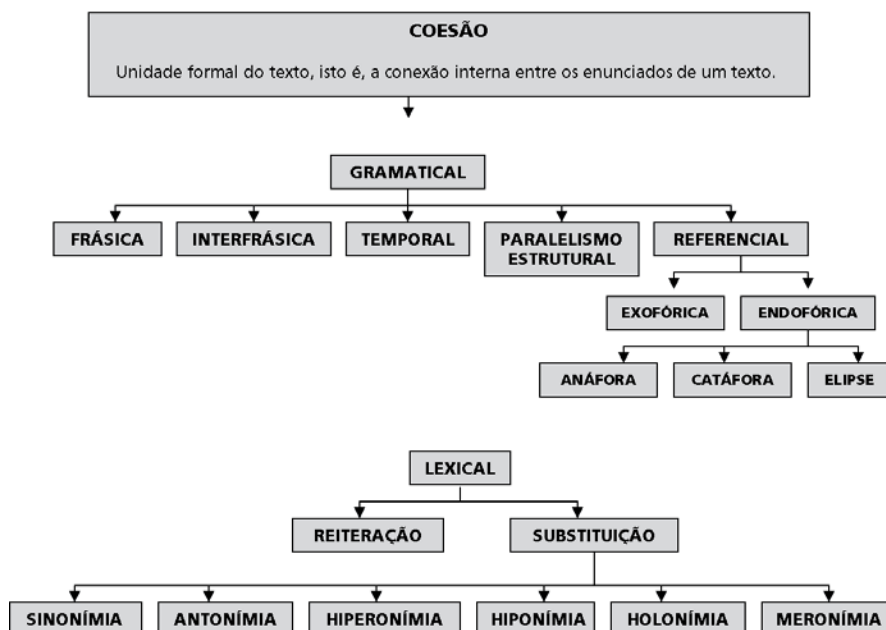 COESÃO
Unidade formal do texto, isto é, a conexão interna entre os enunciados de um texto.
GRAMATICAL
FRÁSICA
INTERFRÁSICA
TEMPORAL
PARALELISMO
ESTRUTURAL
REFERENCIAL
EXOFÓRICA
ENDOFÓRICA
ANÁFORA
CATÁFORA
ELIPSE
LEXICAL
REITERAÇÃO
SUBSTITUIÇÃO
SINONÍMIA
ANTONÍMIA
HIPERONÍMIA
HIPONÍMIA
HOLONÍMIA
MERONÍMIA